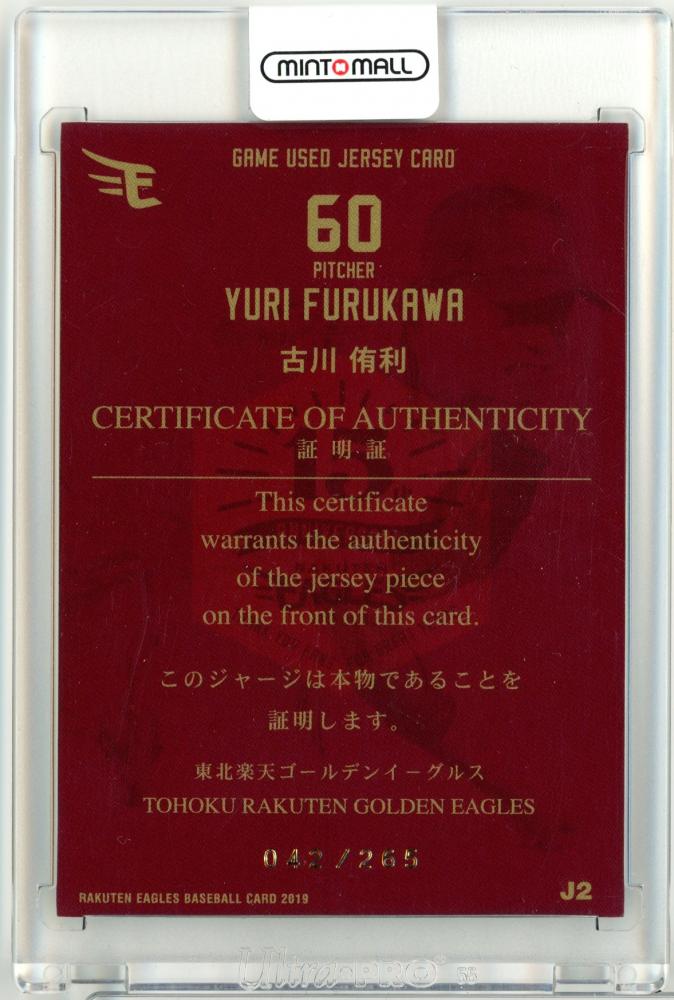 MINT MALL
GAME USED JERSEY CARD
60
PITCHER
YURI FURUKAWA
古川 侑利
CERTIFICATE OF AUTHENTICITY
証明証
This certificate
warrants the authenticity
of the jersey piece
on the front of this card.
このジャージは本物であることを
証明します。
東北楽天ゴールデンイーグルス
TOHOKU RAKUTEN GOLDEN EAGLES
042/265
RAKUTEN EAGLES BASEBALL CARD 2019
J2
Ultra·PRO